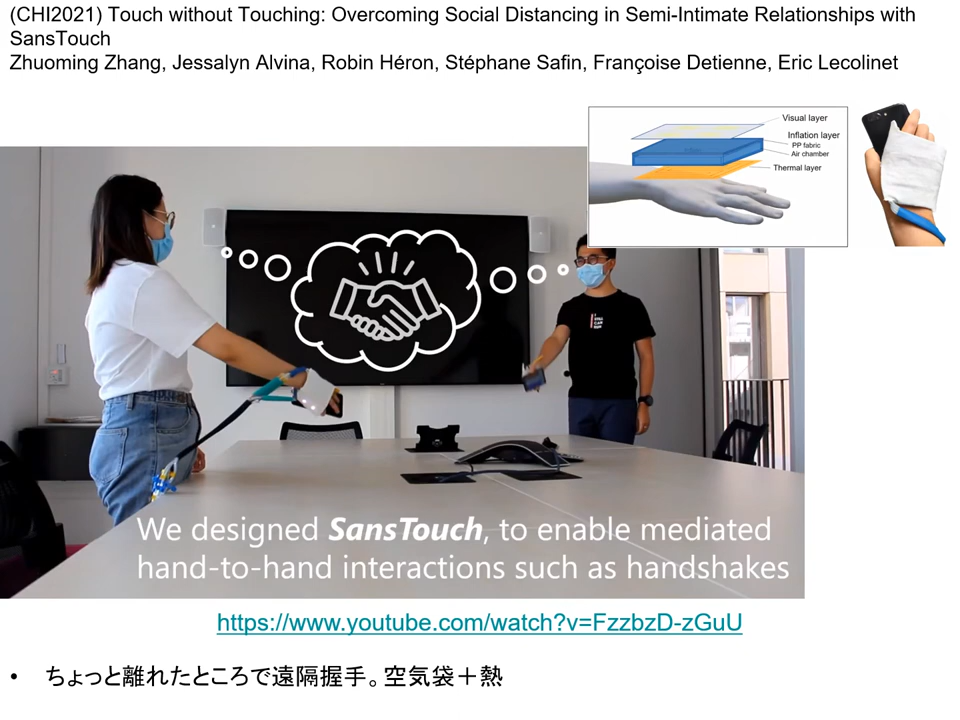 (CHI2021) Touch without Touching: Overcoming Social Distancing in Semi-Intimate Relationships with
SansTouch
Zhuoming Zhang, Jessalyn Alvina, Robin Héron, Stéphane Safin, Françoise Detienne, Eric Lecolinet
Visual layer
Inflation layer
PP fabric
Air chamber
Thermal layer
We designed SansTouch, to enable mediated
hand-to-hand interactions such as handshakes
https://www.youtube.com/watch?v=FzzbzD-zGuU
• ちょっと離れたところで遠隔握手。空気袋＋熱